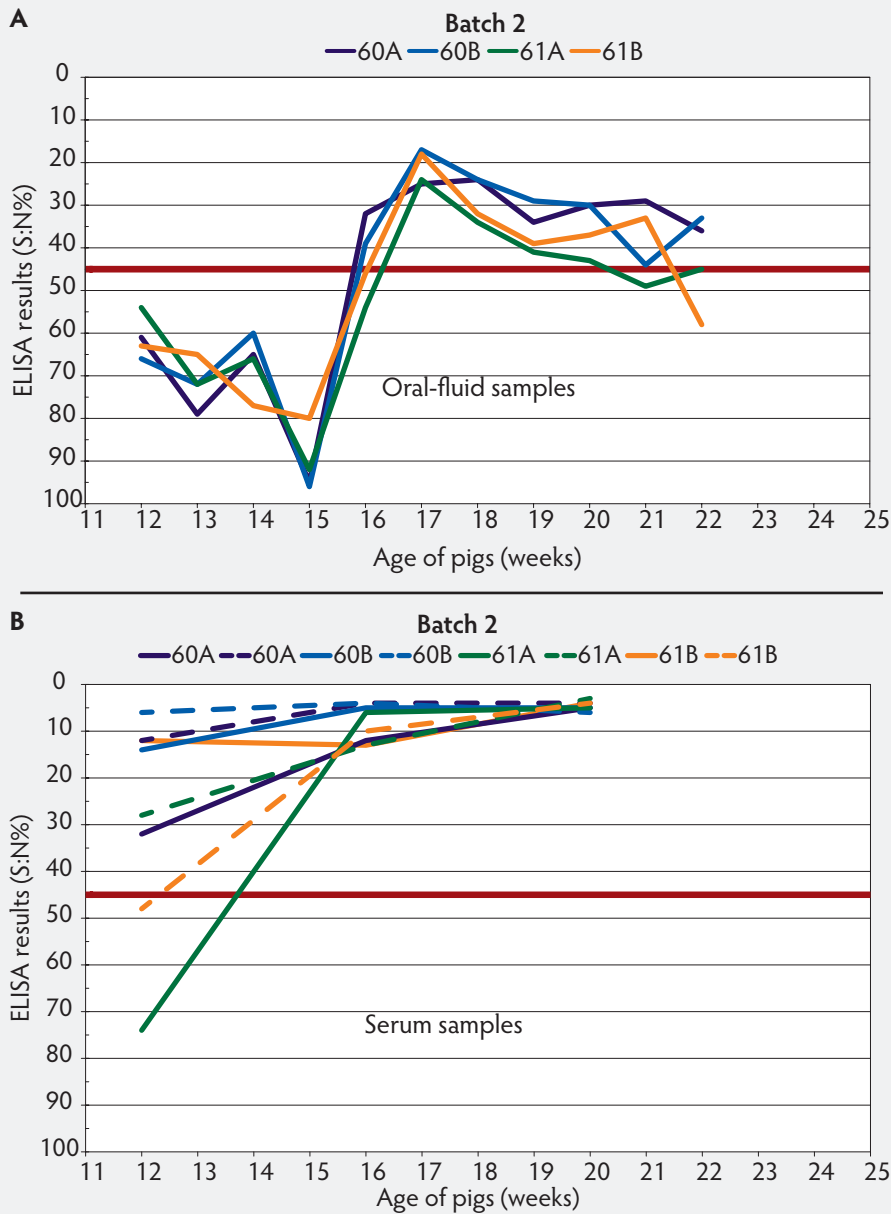 A
Batch 2
60A 60B 61A 61B
0
10
20
30
40
50
60
70
80
90
100
ELISA results (S:N%)
Oral-fluid samples
11 12 13 14 15 16 17 18 19 20 21 22 23 24 25
Age of pigs (weeks)
B
Batch 2
60A 60A 60B 60B 61A 61A 61B 61B
0
10
20
30
40
50
60
70
80
90
100
ELISA results (S:N%)
Serum samples
11 12 13 14 15 16 17 18 19 20 21 22 23 24 25
Age of pigs (weeks)